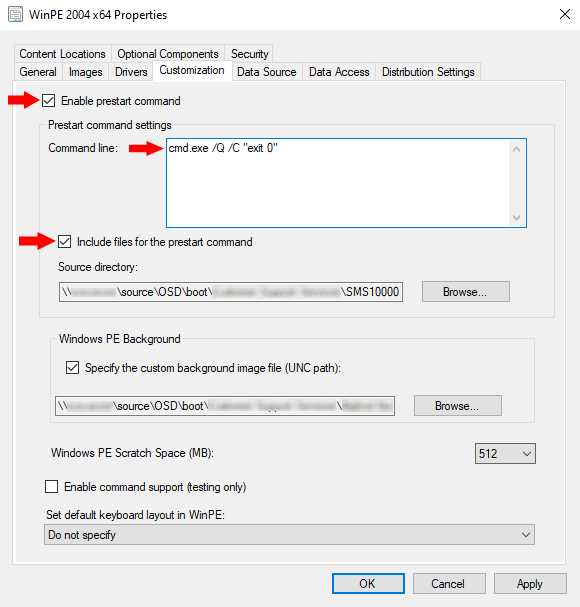 WinPE 2004 x64 Properties
Content Locations Optional Components Security
General Images Drivers Customization Data Source Data Access Distribution Settings
Enable prestart command
Prestart command settings
Command line: cmd.exe /Q /C "exit 0"
Include files for the prestart command
Source directory:
\\ \source\OSD\boot\ \SMS10000 Browse...
Windows PE Background
Specify the custom background image file (UNC path):
\\ \source\OSD\boot\ \ Browse...
Windows PE Scratch Space (MB): 512
Enable command support (testing only)
Set default keyboard layout in WinPE:
Do not specify
OK Cancel Apply